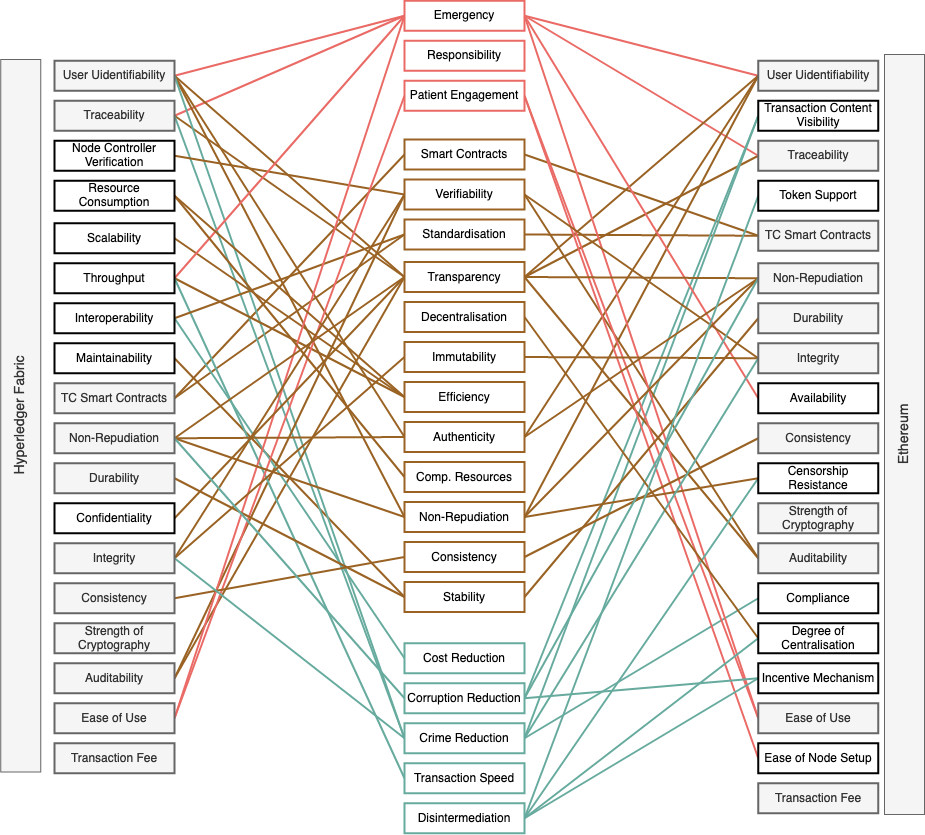 Hyperledger Fabric
User Uidentifiability
Traceability
Node Controller
Verification
Resource
Consumption
Scalability
Throughput
Interoperability
Maintainability
TC Smart Contracts
Non-Repudiation
Durability
Confidentiality
Integrity
Consistency
Strength of
Cryptography
Auditability
Ease of Use
Transaction Fee
Emergency
Responsibility
Patient Engagement
Smart Contracts
Verifiability
Standardisation
Transparency
Decentralisation
Immutability
Efficiency
Authenticity
Comp. Resources
Non-Repudiation
Consistency
Stability
Cost Reduction
Corruption Reduction
Crime Reduction
Transaction Speed
Disintermediation
User Uidentifiability
Transaction Content
Visibility
Traceability
Token Support
TC Smart Contracts
Non-Repudiation
Durability
Integrity
Availability
Consistency
Censorship
Resistance
Strength of
Cryptography
Auditability
Compliance
Degree of
Centralisation
Incentive Mechanism
Ease of Use
Ease of Node Setup
Transaction Fee
Ethereum